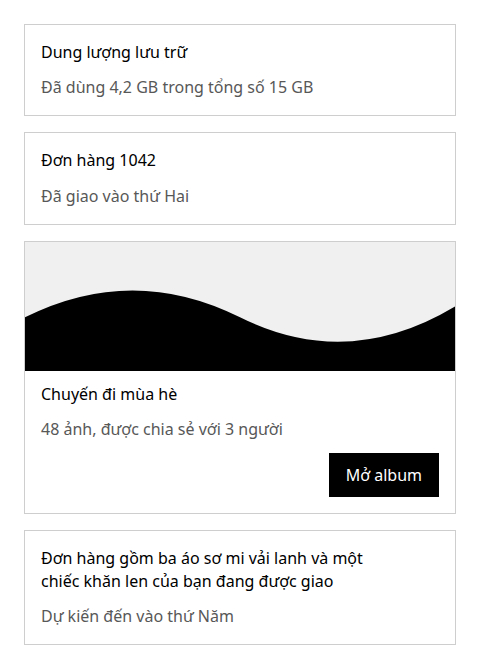 Dung lượng lưu trữ
Đã dùng 4,2 GB trong tổng số 15 GB
Đơn hàng 1042
Đã giao vào thứ Hai
Chuyến đi mùa hè
48 ảnh, được chia sẻ với 3 người
Mở album
Đơn hàng gồm ba áo sơ mi vải lanh và một
chiếc khăn len của bạn đang được giao
Dự kiến đến vào thứ Năm